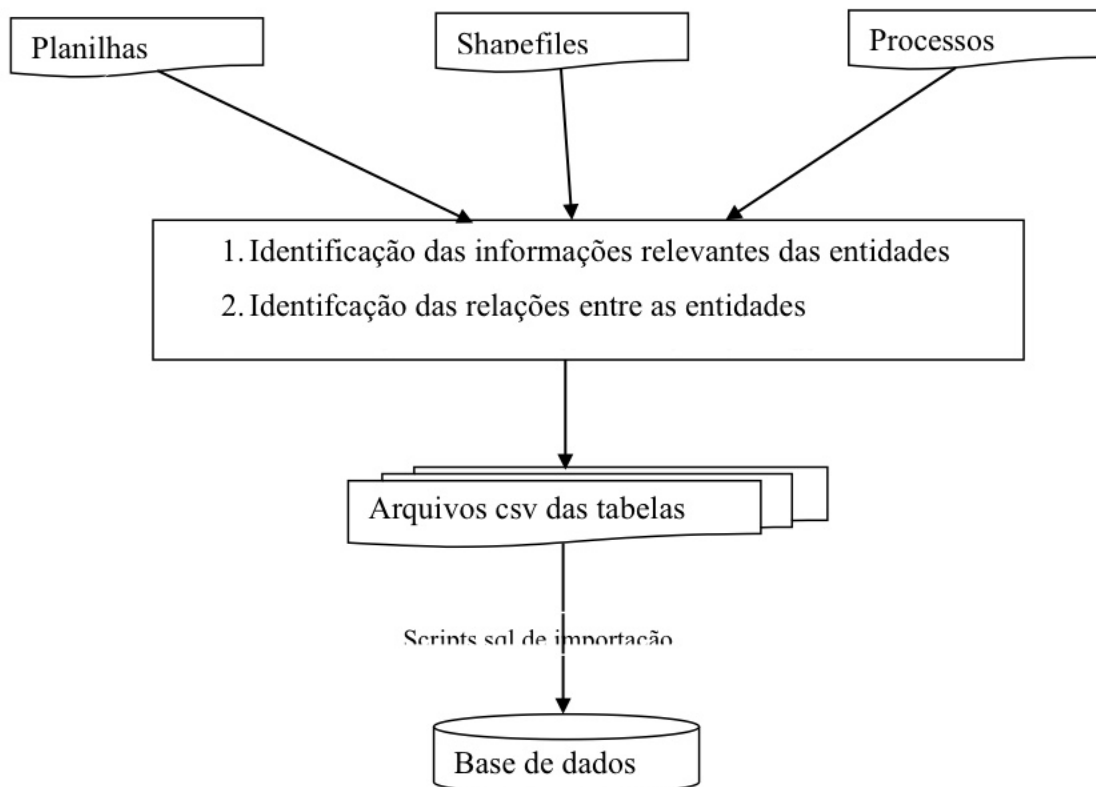 Planilhas
Shapefiles
Processos
1. Identificação das informações relevantes das entidades
2. Identifcação das relações entre as entidades
Arquivos csv das tabelas
Scripts sql de importação
Base de dados